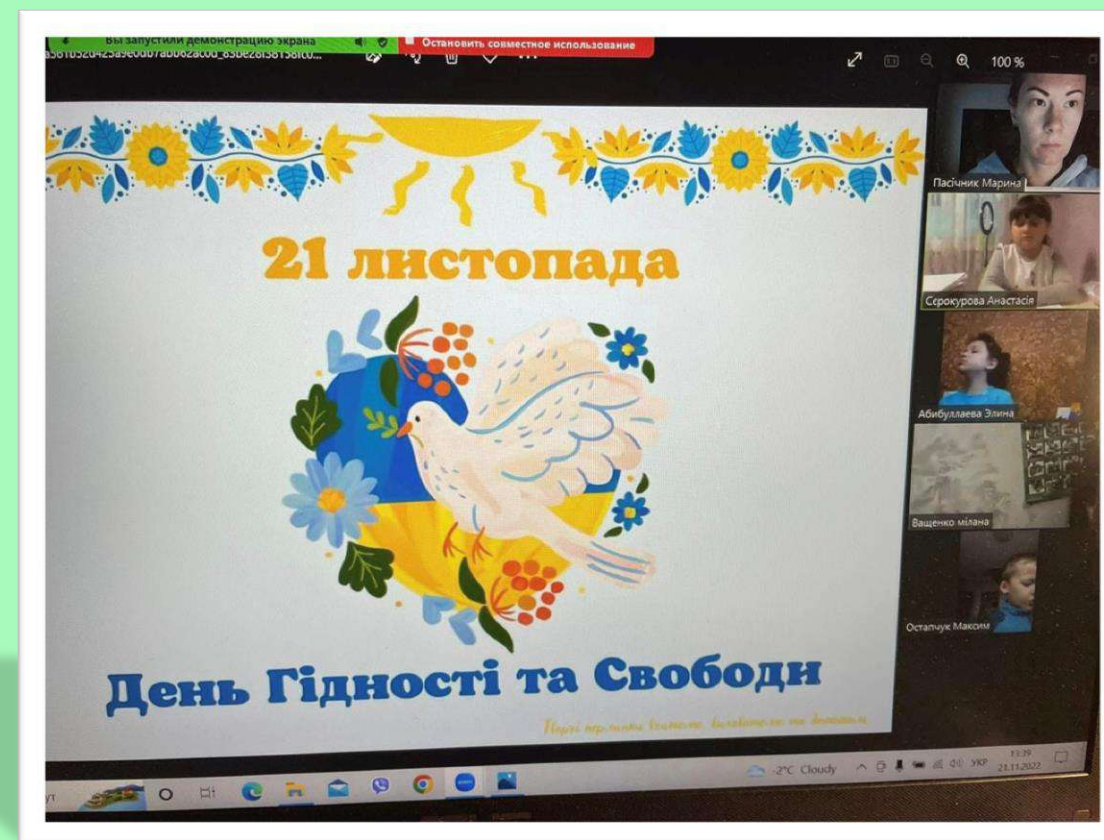 Вы запустили демонстрацию экрана
Остановить совместное использование
100 %
21 листопада
День Гідності та Свободи
Пасічник Марина
Сєрокурова Анастасія
Абибуллаева Элина
Ващенко мілана
Остапчук Максим
-2°C Cloudy
УКР
13:39
21.11.2022